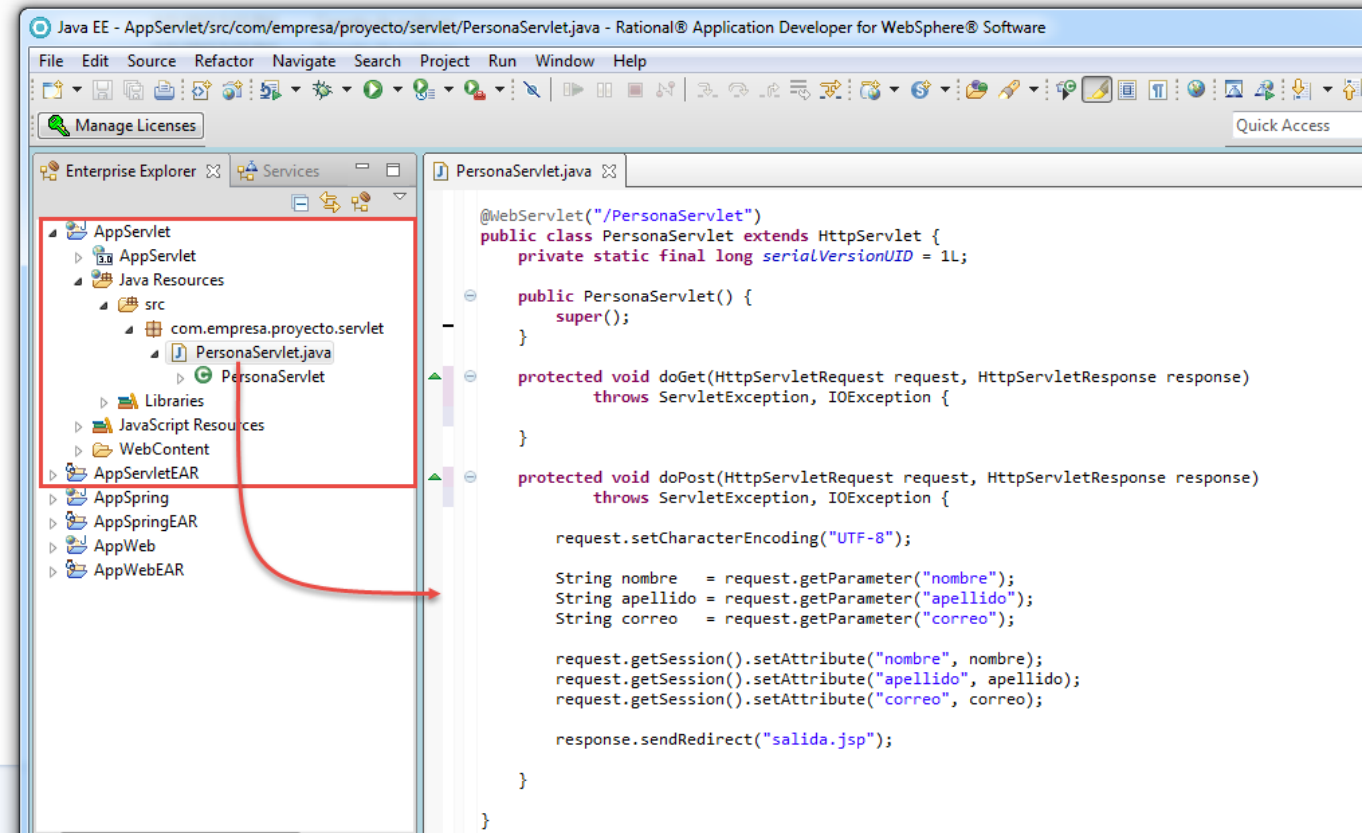 Java EE - AppServlet/src/com/empresa/proyecto/servlet/PersonaServlet.java - Rational® Application Developer for WebSphere® Software
File Edit Source Refactor Navigate Search Project Run Window Help
Manage Licenses
Quick Access
Enterprise Explorer
Services
AppServlet
3.0 AppServlet
Java Resources
src
com.empresa.proyecto.servlet
PersonaServlet.java
PersonaServlet
Libraries
JavaScript Resources
WebContent
AppServletEAR
AppSpring
AppSpringEAR
AppWeb
AppWebEAR
PersonaServlet.java
@WebServlet("/PersonaServlet")
public class PersonaServlet extends HttpServlet {
private static final long serialVersionUID = 1L;
public PersonaServlet() {
super();
}
protected void doGet(HttpServletRequest request, HttpServletResponse response)
throws ServletException, IOException {
}
protected void doPost(HttpServletRequest request, HttpServletResponse response)
throws ServletException, IOException {
request.setCharacterEncoding("UTF-8");
String nombre   = request.getParameter("nombre");
String apellido = request.getParameter("apellido");
String correo   = request.getParameter("correo");
request.getSession().setAttribute("nombre", nombre);
request.getSession().setAttribute("apellido", apellido);
request.getSession().setAttribute("correo", correo);
response.sendRedirect("salida.jsp");
}
}